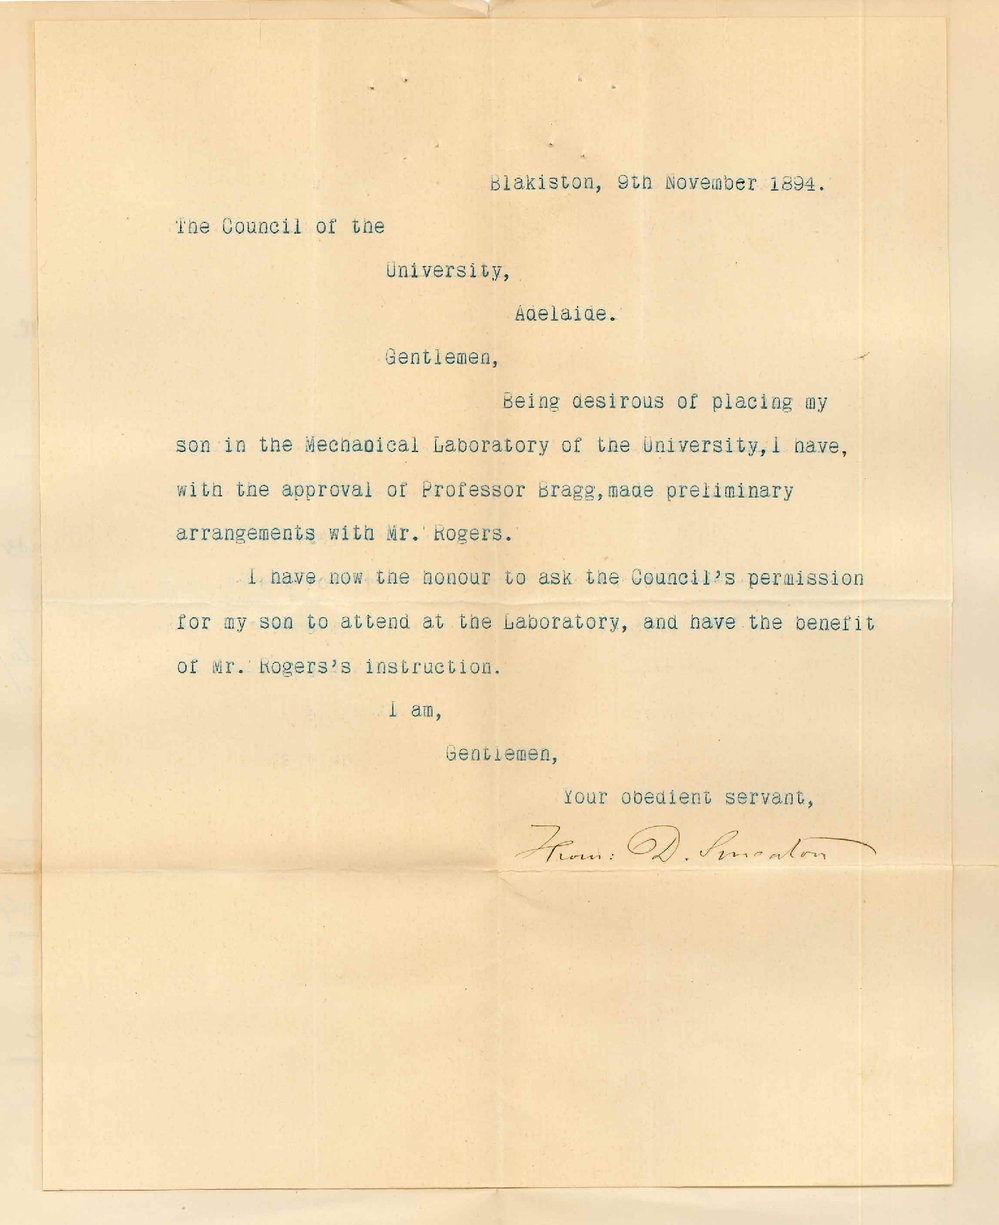 Blakiston, 9th November 1894.
The Council of the
University,
Adelaide.
Gentlemen,
Being desirous of placing my
son in the Mechanical Laboratory of the University,I have,
with the approval of Professor Bragg,made preliminary
arrangements with Mr. Rogers.
I have now the honour to ask the Council's permission
for my son to attend at the Laboratory, and have the benefit
of Mr. Rogers's instruction.
I am,
Gentlemen,
Your obedient servant,
D. Smeaton